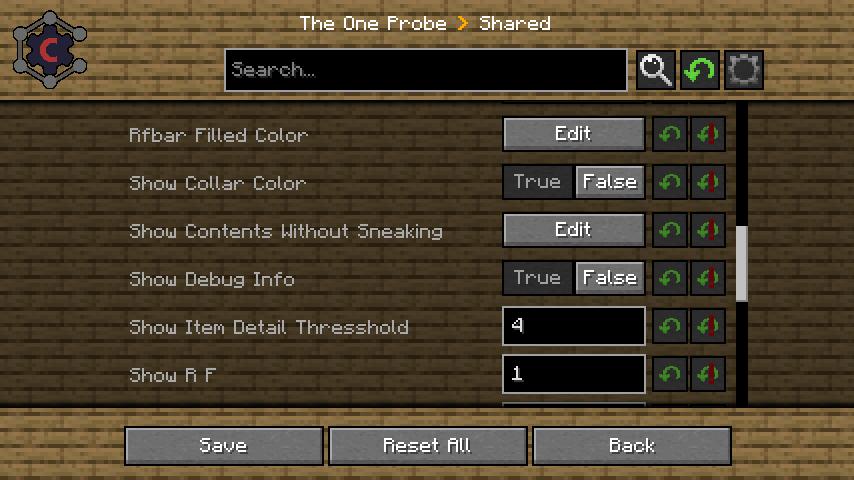 The One Probe > Shared
C
Search...
Rfbar Filled Color Edit
Show Collar Color True False
Show Contents Without Sneaking Edit
Show Debug Info True False
Show Item Detail Thresshold 4
Show R F 1
Save Reset All Back